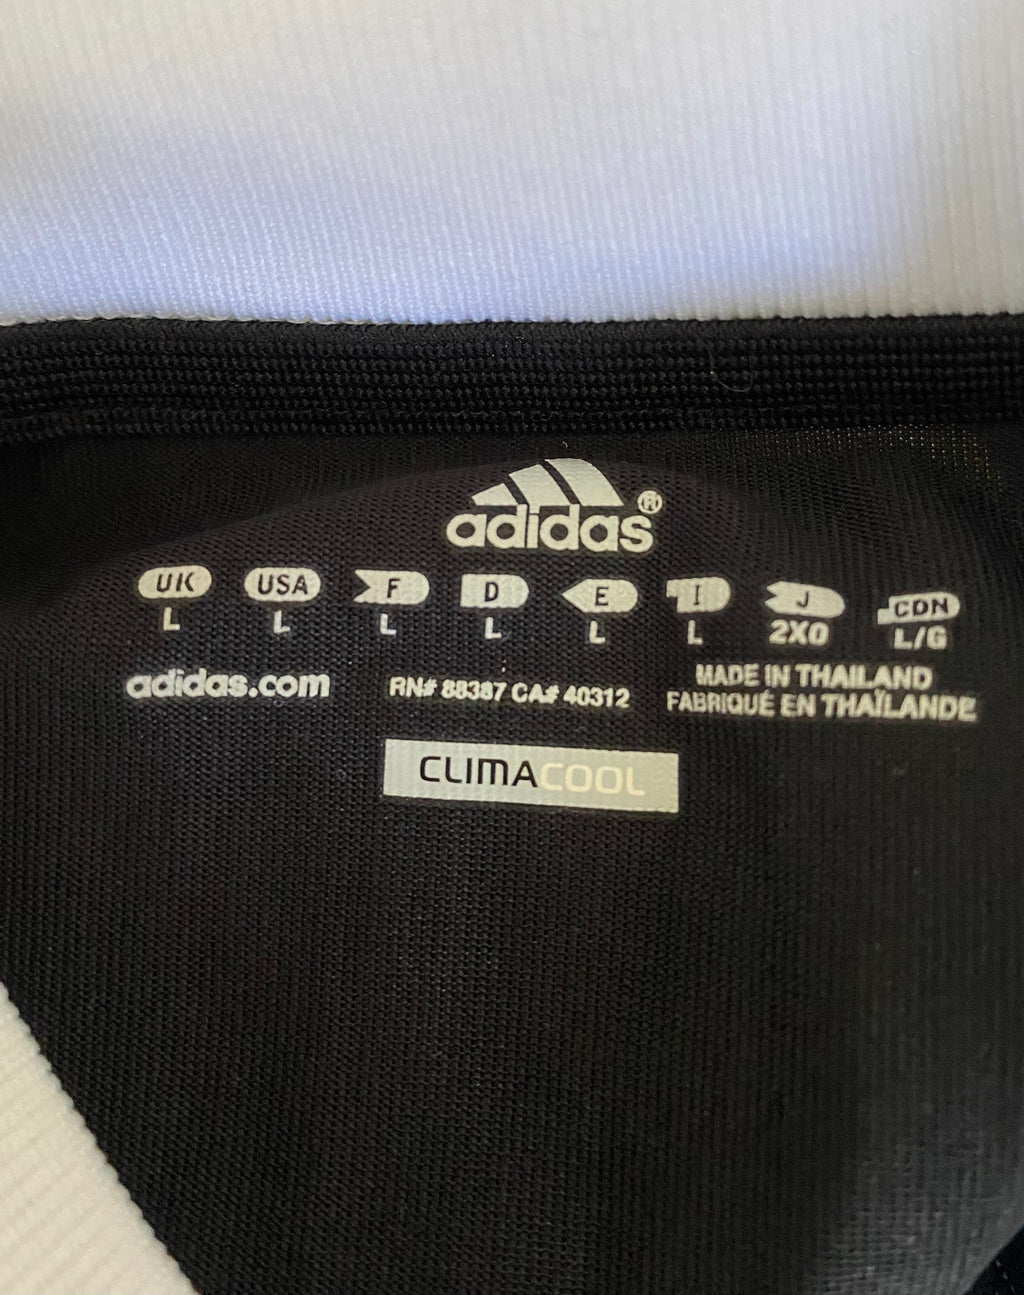 adidas®
UK USA F D E I J CDN
L L L L L L 2XO L/G
adidas.com
RN# 88387 CA# 40312
MADE IN THAILAND
FABRIQUÉ EN THAÏLANDE
CLIMACOOL